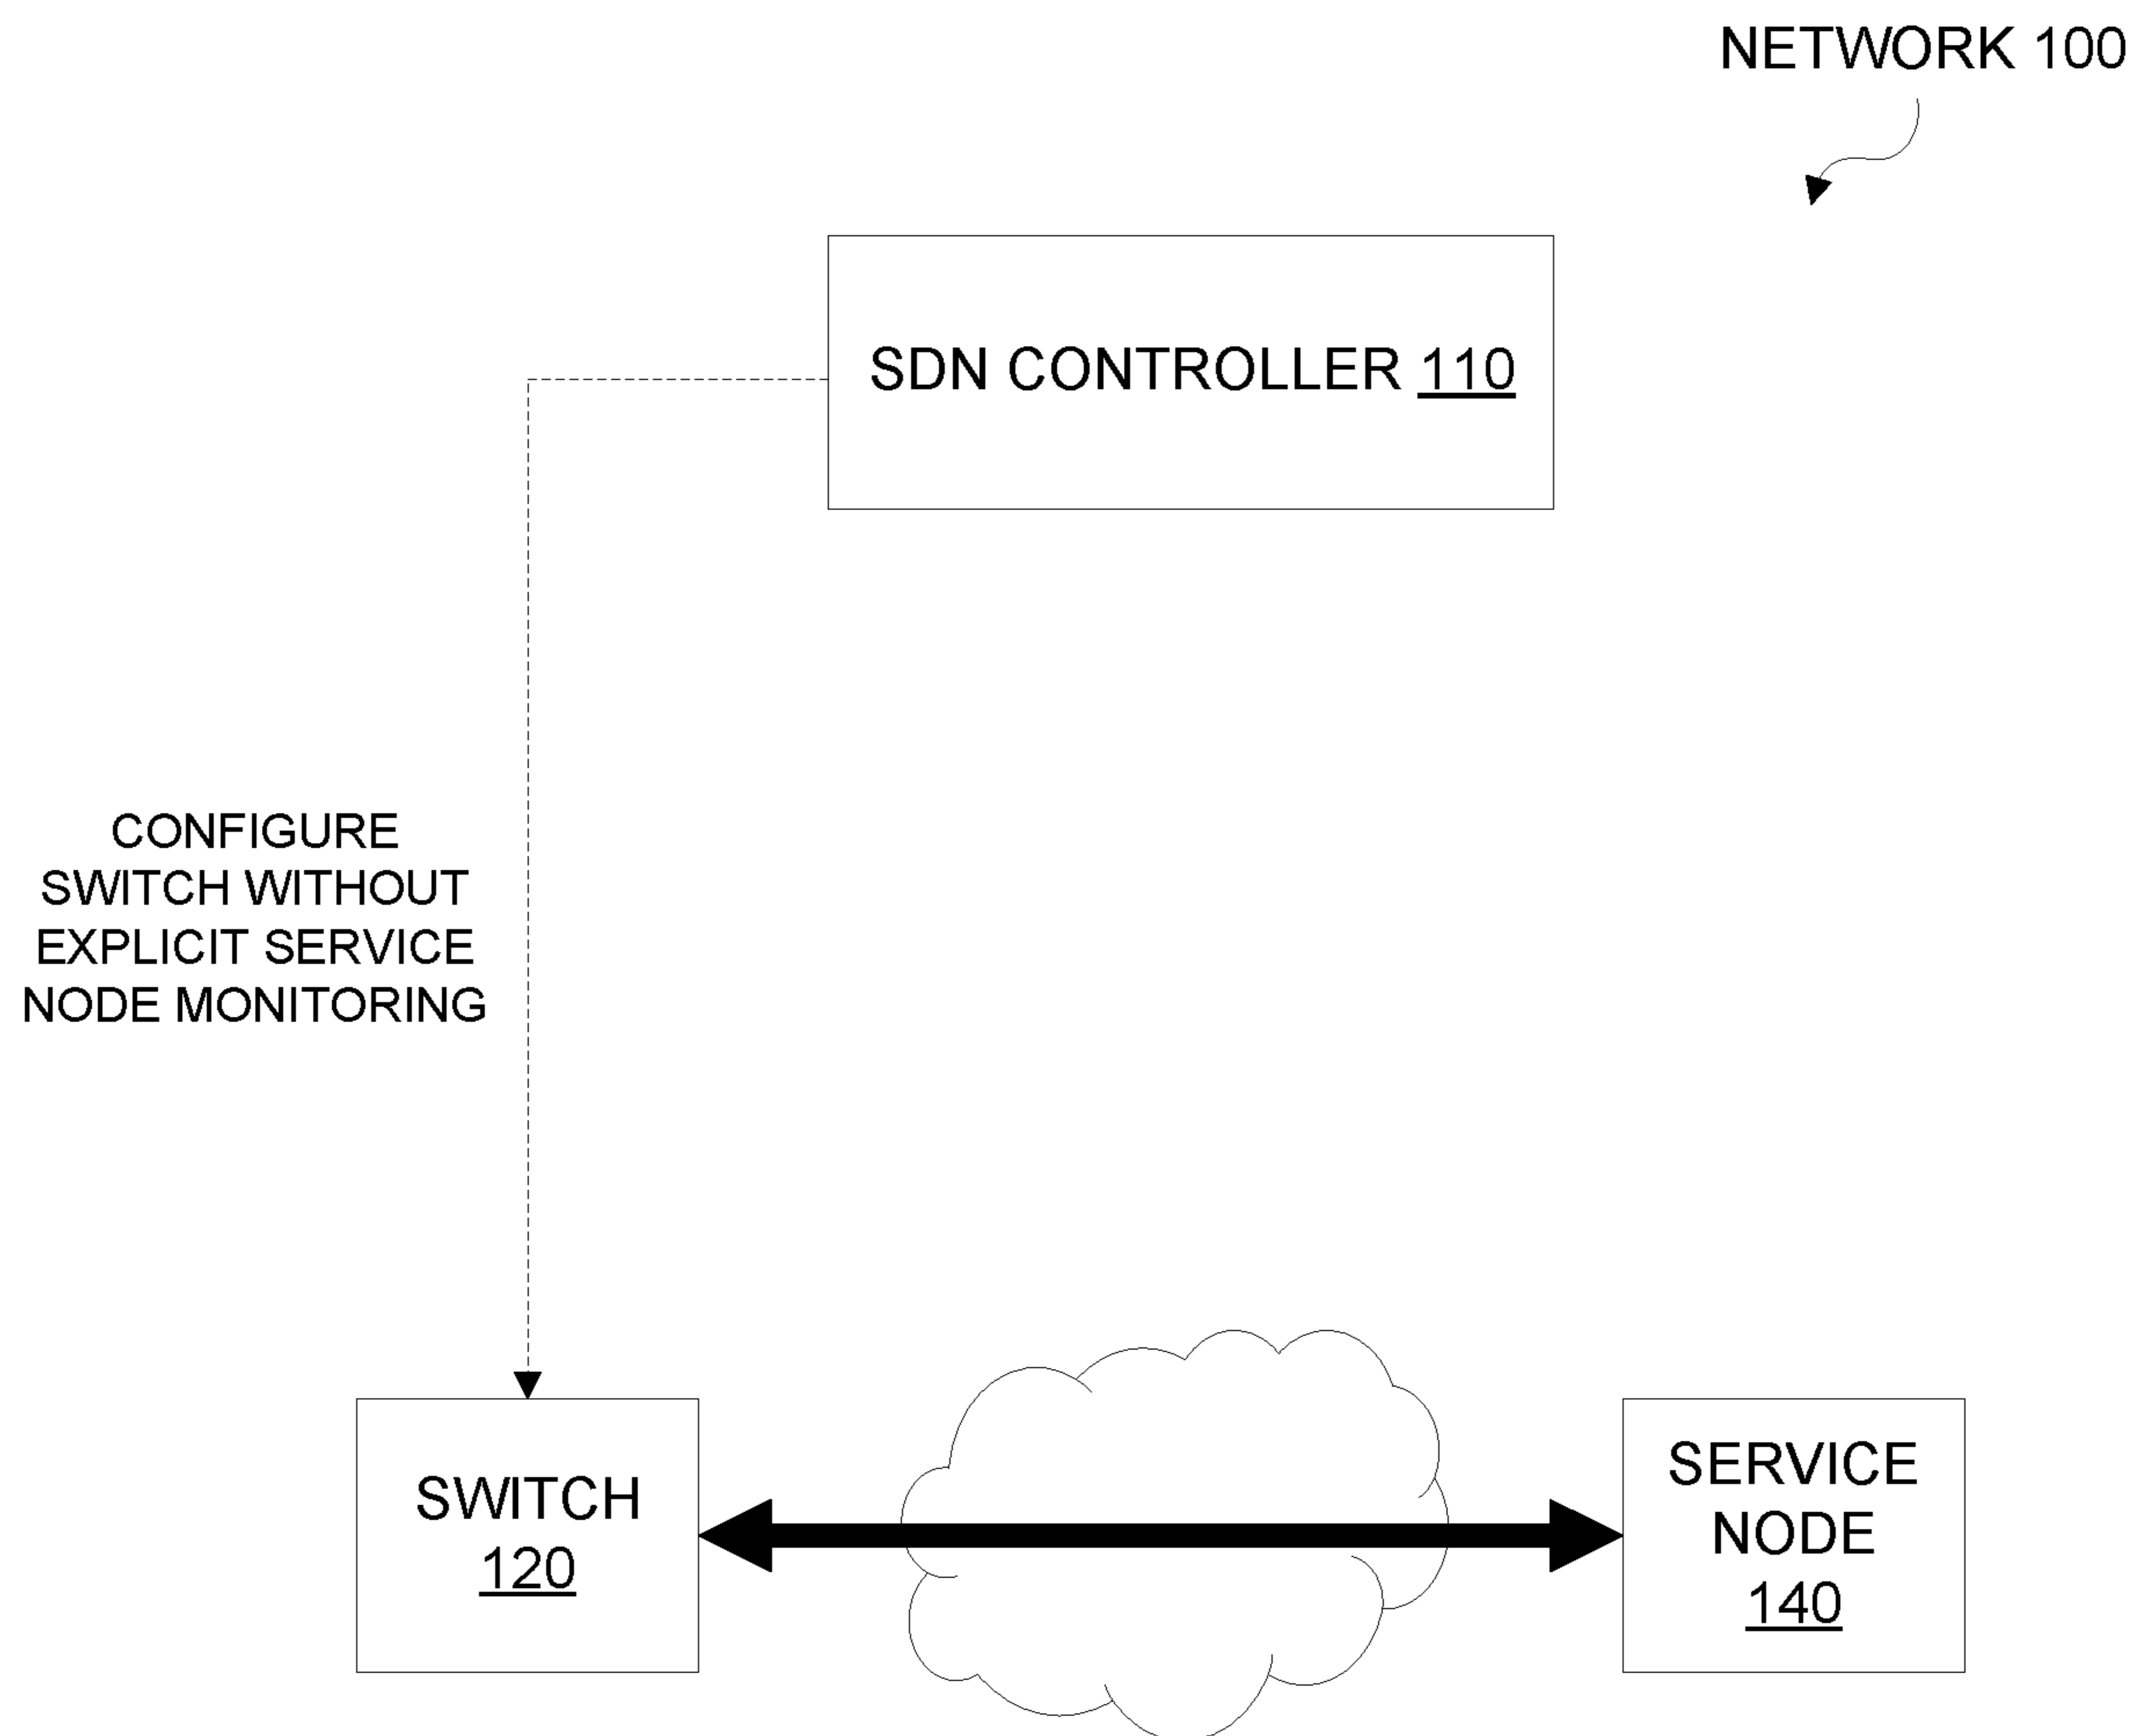 NETWORK 100
SDN CONTROLLER 110
CONFIGURE
SWITCH WITHOUT
EXPLICIT SERVICE
NODE MONITORING
SWITCH
120
SERVICE
NODE
140